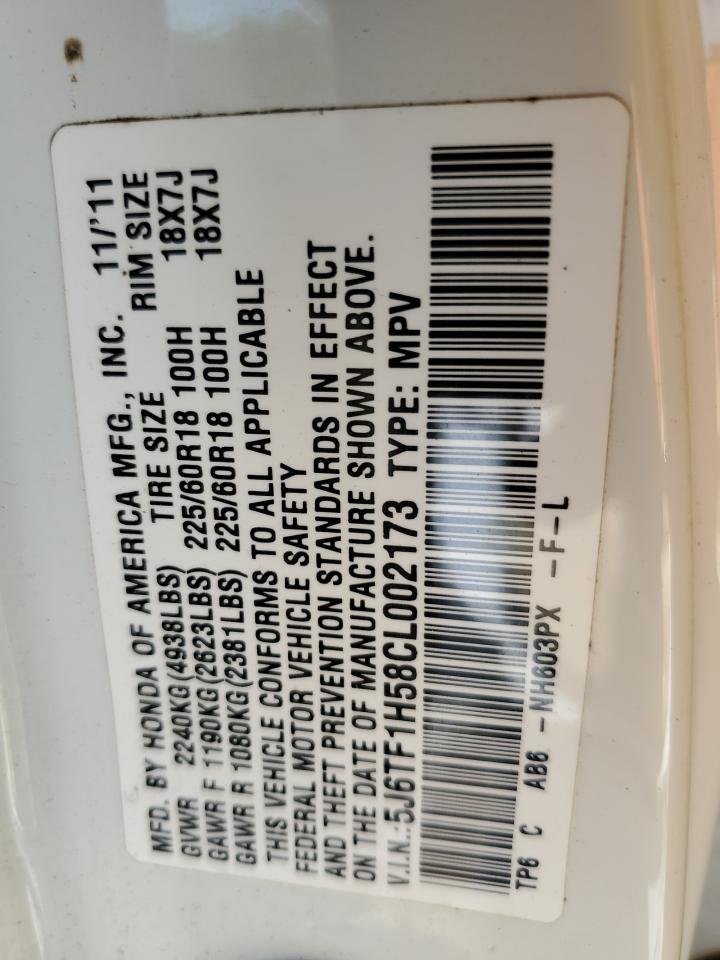 MFD. BY HONDA OF AMERICA MFG., INC. 11/'11
GVWR 2240KG(4938LBS) TIRE SIZE RIM SIZE
GAWR F 1190KG(2623LBS) 225/60R18 100H 18X7J
GAWR R 1080KG(2381LBS) 225/60R18 100H 18X7J
THIS VEHICLE CONFORMS TO ALL APPLICABLE
FEDERAL MOTOR VEHICLE SAFETY
AND THEFT PREVENTION STANDARDS IN EFFECT
ON THE DATE OF MANUFACTURE SHOWN ABOVE.
V.I.N.:5J6TF1H58CL002173 TYPE: MPV
TP6 C AB6 -NH603PX -F-L